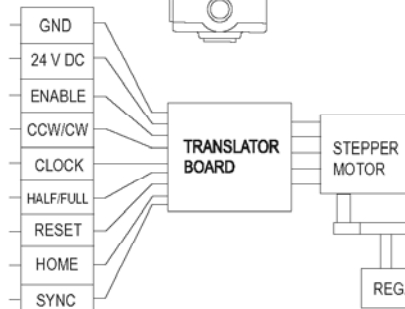 GND
24 V DC
ENABLE
CCW/CW
CLOCK
HALF/FULL
RESET
HOME
SYNC
TRANSLATOR
BOARD
STEPPER
MOTOR
REG